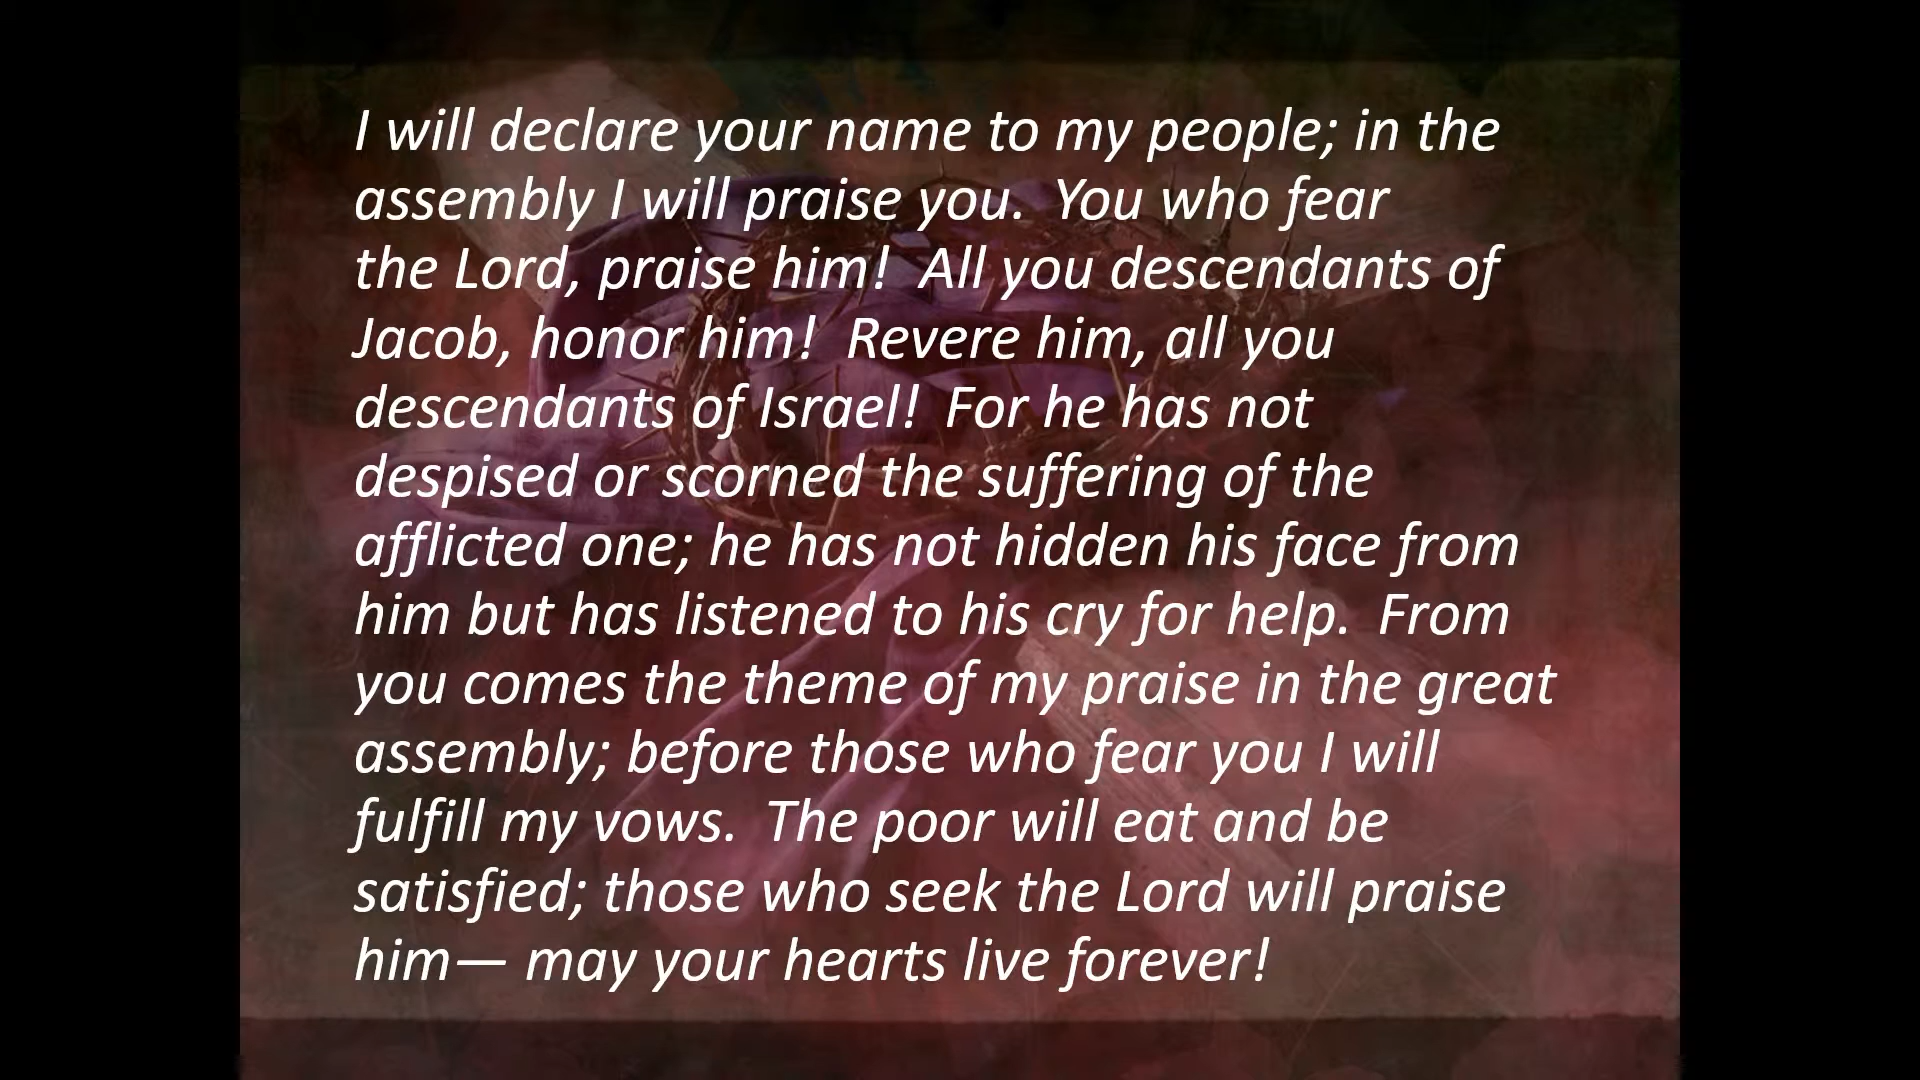 I will declare your name to my people; in the
assembly I will praise you.  You who fear
the Lord, praise him!  All you descendants of
Jacob, honor him!  Revere him, all you
descendants of Israel!  For he has not
despised or scorned the suffering of the
afflicted one; he has not hidden his face from
him but has listened to his cry for help.  From
you comes the theme of my praise in the great
assembly; before those who fear you I will
fulfill my vows.  The poor will eat and be
satisfied; those who seek the Lord will praise
him— may your hearts live forever!